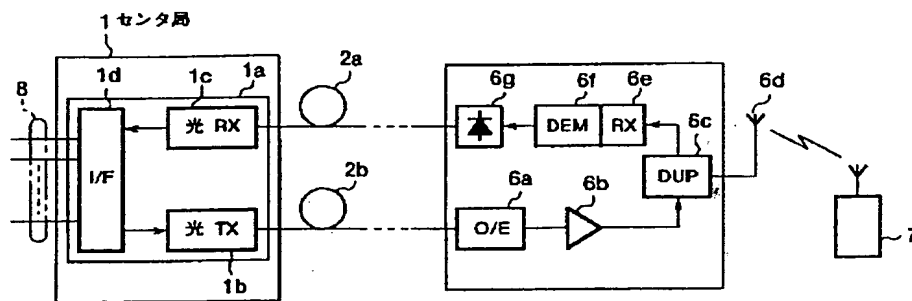 1 センタ局
1d
1c
1a
2a
6g
6f
6e
6d
8
光 RX
DEM
RX
6c
I/F
2b
6a
6b
DUP
光 TX
O/E
7
1b